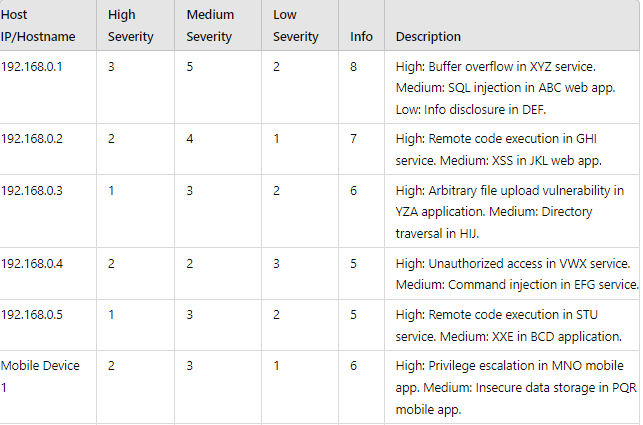 Host IP/Hostname | High Severity | Medium Severity | Low Severity | Info | Description
192.168.0.1 | 3 | 5 | 2 | 8 | High: Buffer overflow in XYZ service.
Medium: SQL injection in ABC web app.
Low: Info disclosure in DEF.
192.168.0.2 | 2 | 4 | 1 | 7 | High: Remote code execution in GHI
service. Medium: XSS in JKL web app.
192.168.0.3 | 1 | 3 | 2 | 6 | High: Arbitrary file upload vulnerability in
YZA application. Medium: Directory
traversal in HIJ.
192.168.0.4 | 2 | 2 | 3 | 5 | High: Unauthorized access in VWX service.
Medium: Command injection in EFG service.
192.168.0.5 | 1 | 3 | 2 | 5 | High: Remote code execution in STU
service. Medium: XXE in BCD application.
Mobile Device 1 | 2 | 3 | 1 | 6 | High: Privilege escalation in MNO mobile
app. Medium: Insecure data storage in PQR
mobile app.